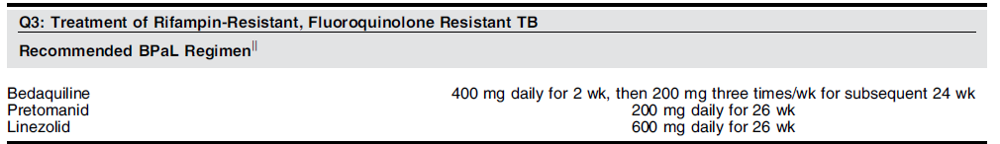 Q3: Treatment of Rifampin-Resistant, Fluoroquinolone Resistant TB
Recommended BPaL Regimen||
Bedaquiline 400 mg daily for 2 wk, then 200 mg three times/wk for subsequent 24 wk
Pretomanid 200 mg daily for 26 wk
Linezolid 600 mg daily for 26 wk